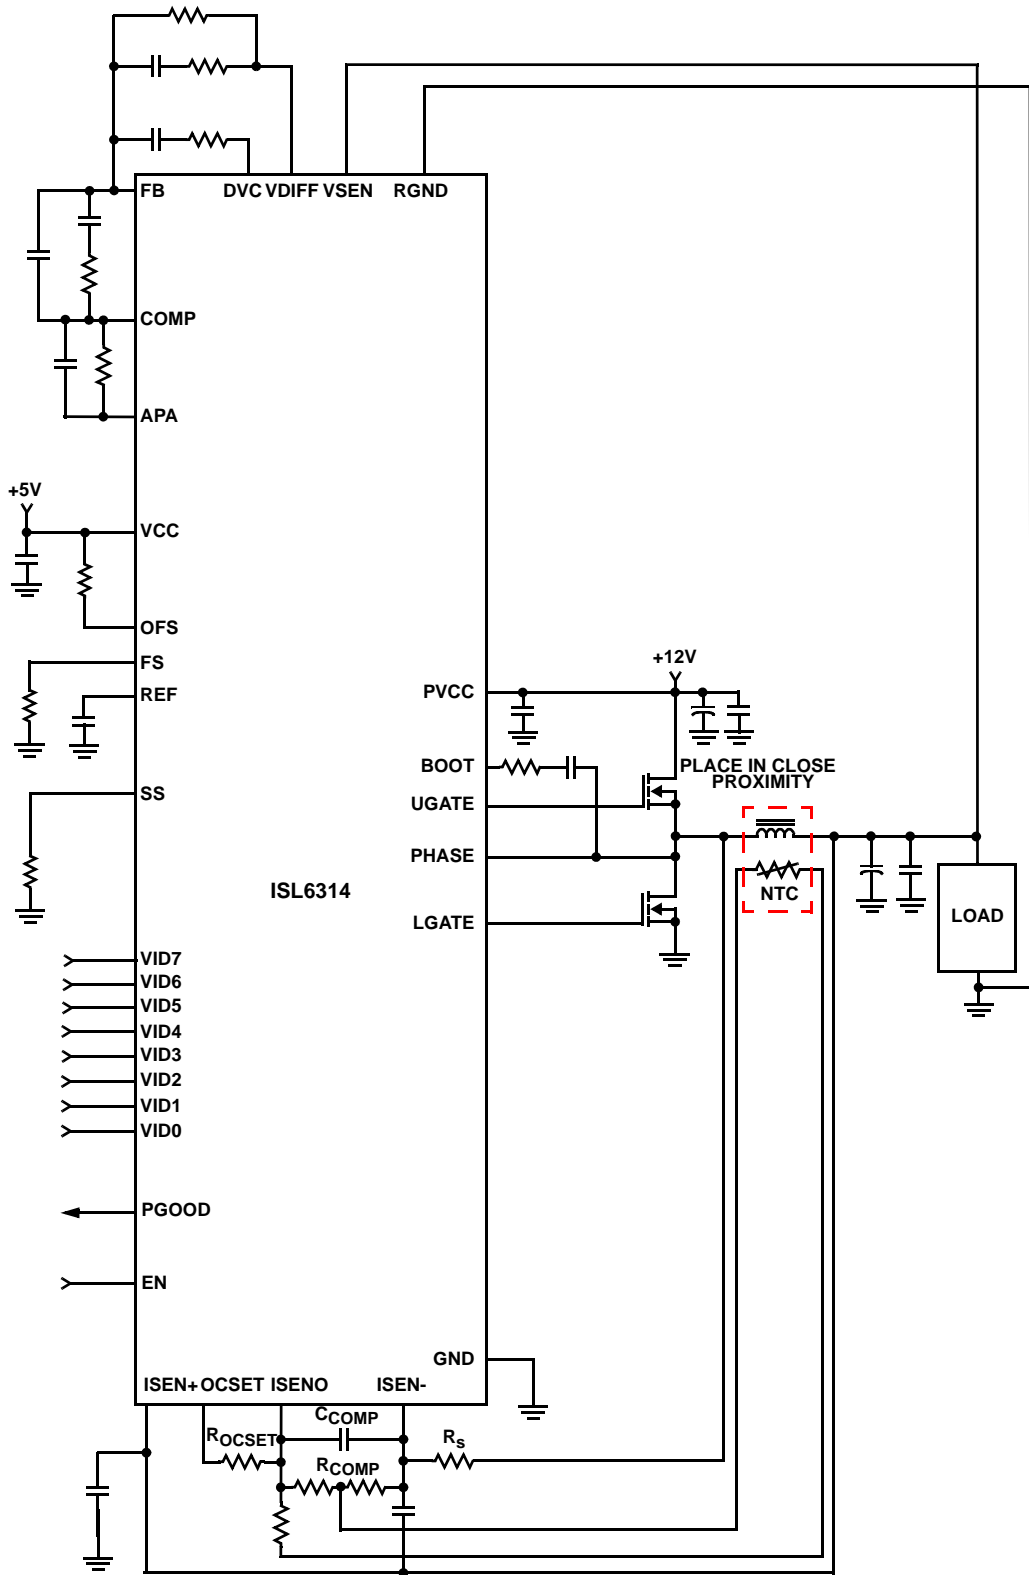 FB
DVC VDIFF VSEN RGND
COMP
APA
+5V
VCC
OFS
FS
REF
SS
ISL6314
VID7
VID6
VID5
VID4
VID3
VID2
VID1
VID0
PGOOD
EN
+12V
PVCC
BOOT
UGATE
PHASE
LGATE
PLACE IN CLOSE
PROXIMITY
NTC
LOAD
GND
ISEN+ OCSET ISENO ISEN-
CCOMP
ROCSET
RCOMP
Rs